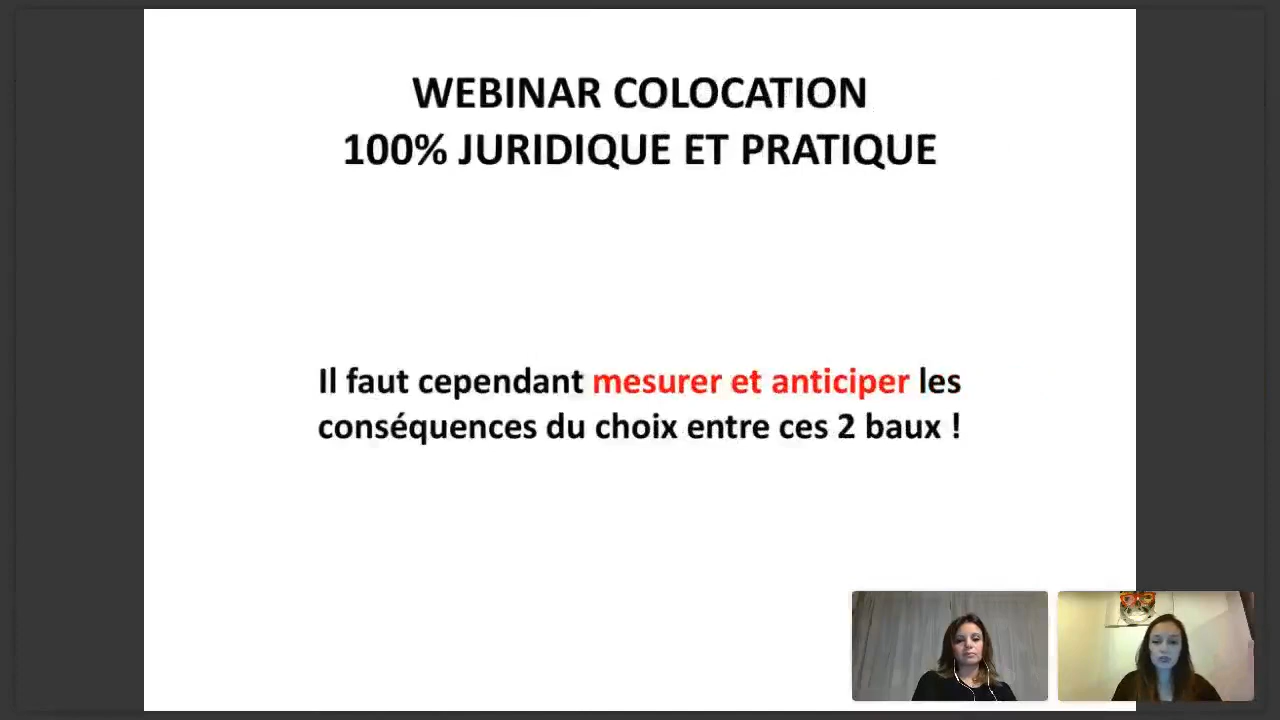 WEBINAR COLOCATION
100% JURIDIQUE ET PRATIQUE
Il faut cependant mesurer et anticiper les
conséquences du choix entre ces 2 baux !